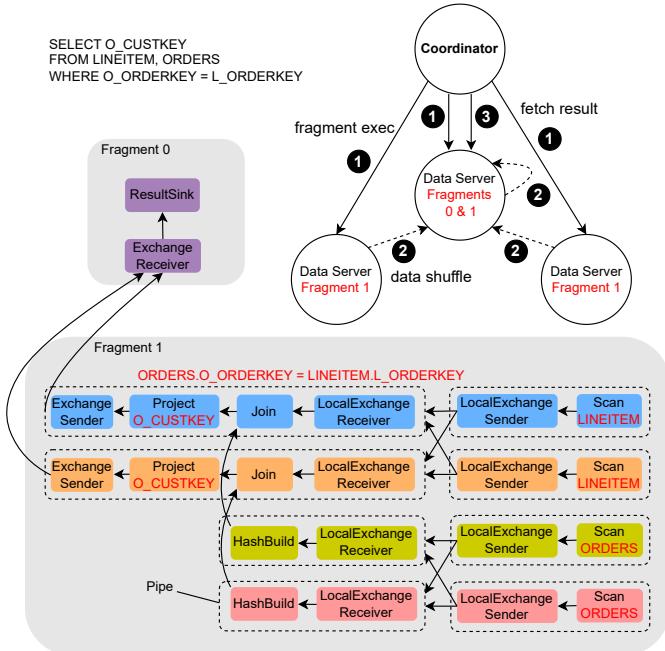 SELECT O_CUSTKEY
FROM LINEITEM, ORDERS
WHERE O_ORDERKEY = L_ORDERKEY
Coordinator
fragment exec
1
3
fetch result
1
1
Data Server
Fragments
0 & 1
2
2
data shuffle
2
Data Server
Fragment 1
Data Server
Fragment 1
Fragment 0
ResultSink
Exchange
Receiver
Fragment 1
ORDERS.O_ORDERKEY = LINEITEM.L_ORDERKEY
Exchange
Sender
Project
O_CUSTKEY
Join
LocalExchange
Receiver
LocalExchange
Sender
Scan
LINEITEM
Exchange
Sender
Project
O_CUSTKEY
Join
LocalExchange
Receiver
LocalExchange
Sender
Scan
LINEITEM
HashBuild
LocalExchange
Receiver
LocalExchange
Sender
Scan
ORDERS
Pipe
HashBuild
LocalExchange
Receiver
LocalExchange
Sender
Scan
ORDERS